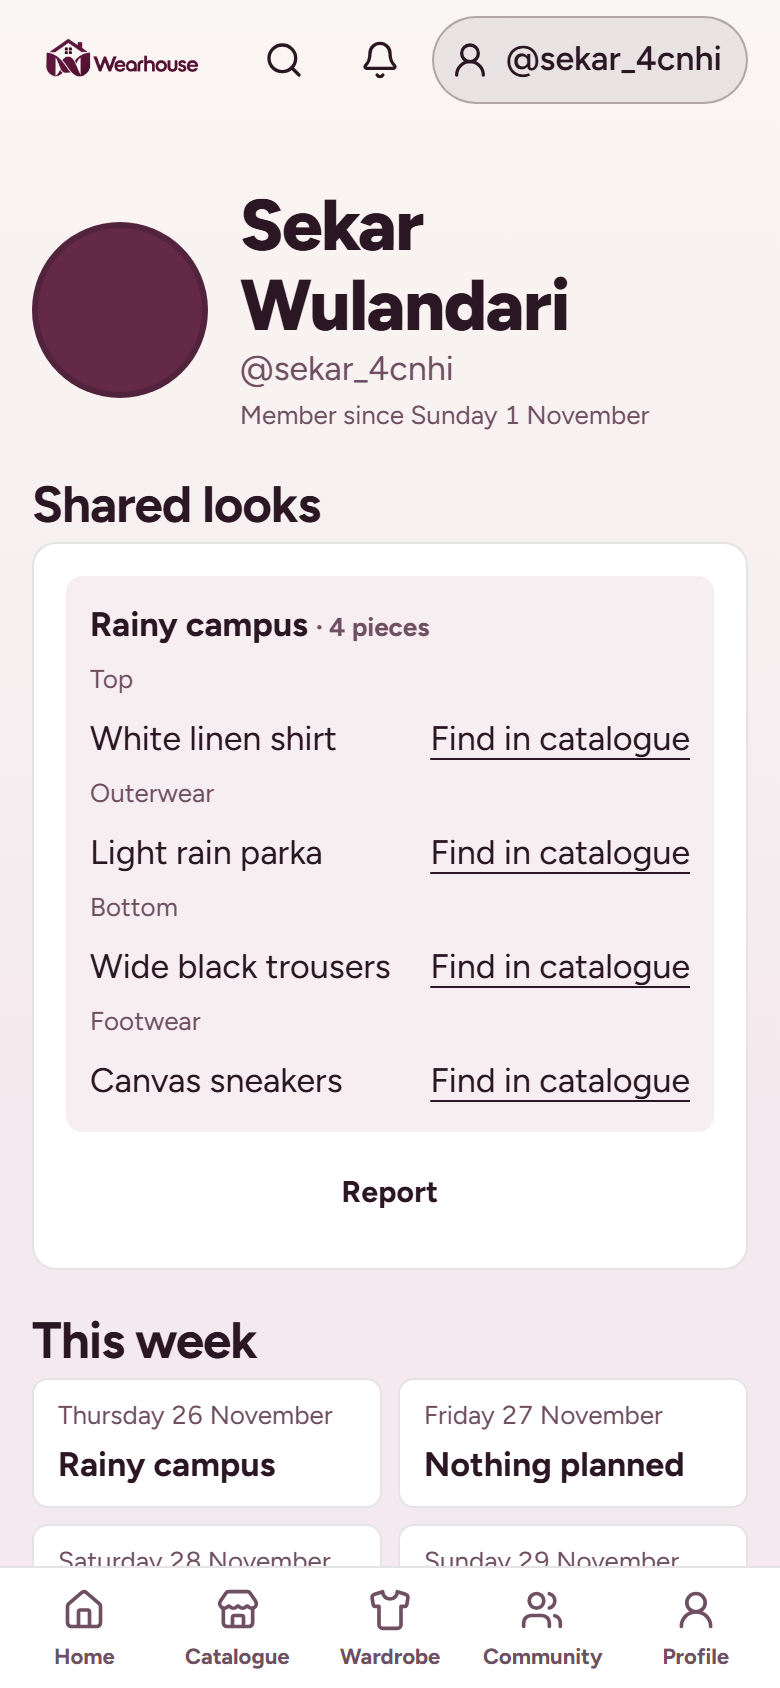 Wearhouse
@sekar_4cnhi
Sekar
Wulandari
@sekar_4cnhi
Member since Sunday 1 November
Shared looks
Rainy campus · 4 pieces
Top
White linen shirt Find in catalogue
Outerwear
Light rain parka Find in catalogue
Bottom
Wide black trousers Find in catalogue
Footwear
Canvas sneakers Find in catalogue
Report
This week
Thursday 26 November
Rainy campus
Friday 27 November
Nothing planned
Saturday 28 November
Sunday 29 November
Home
Catalogue
Wardrobe
Community
Profile